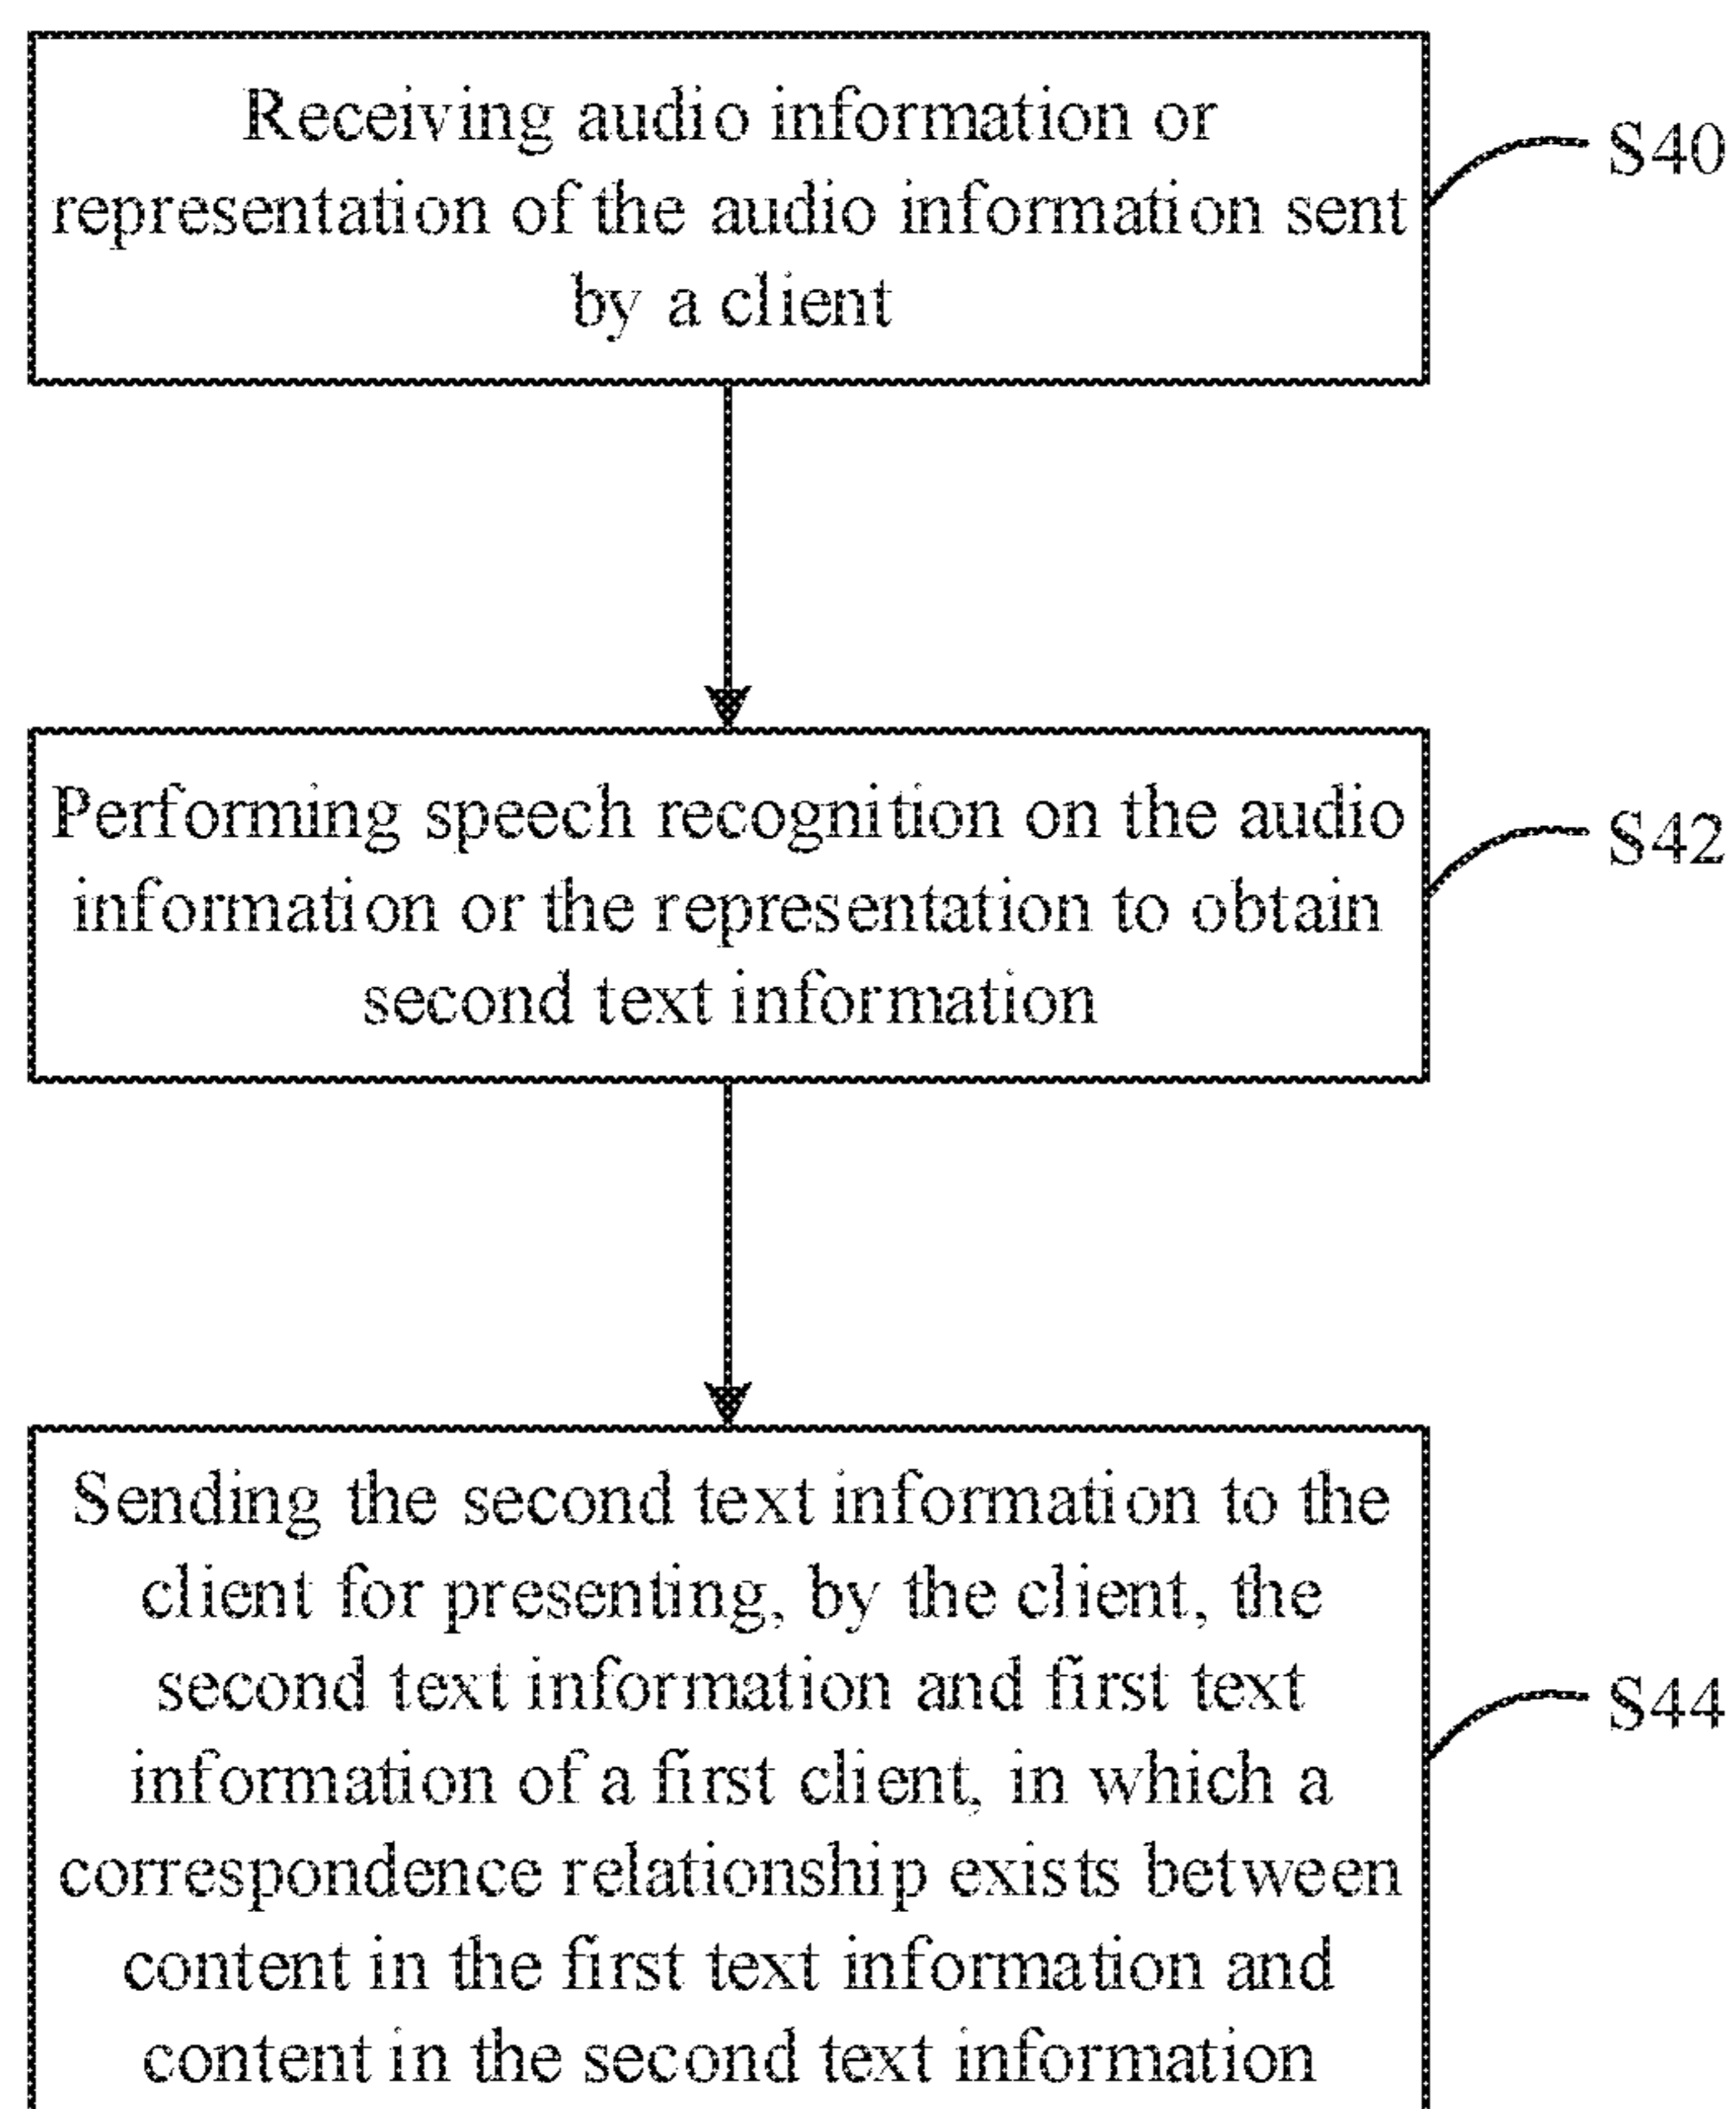 Receiving audio information or
representation of the audio information sent
by a client
S40
Performing speech recognition on the audio
information or the representation to obtain
second text information
S42
Sending the second text information to the
client for presenting, by the client, the
second text information and first text
information of a first client, in which a
correspondence relationship exists between
content in the first text information and
content in the second text information
S44